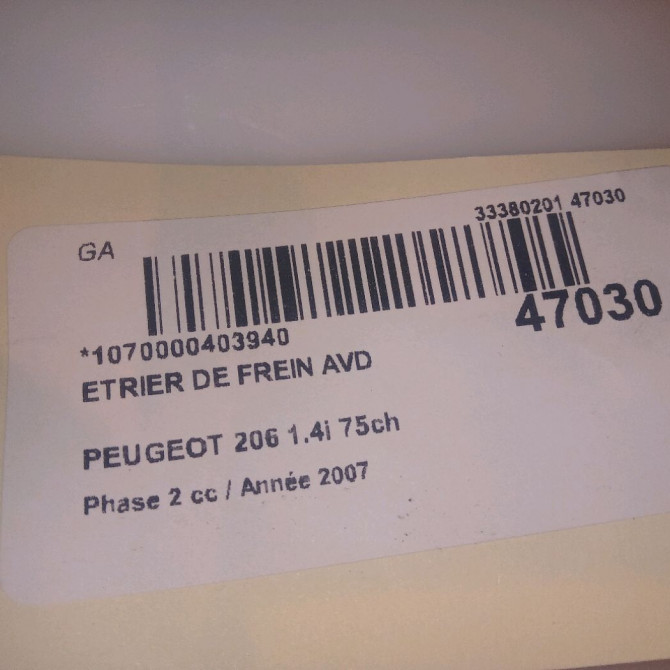 GA
33380201 47030
47030
*1070000403940
ETRIER DE FREIN AVD
PEUGEOT 206 1.4i 75ch
Phase 2 cc / Année 2007